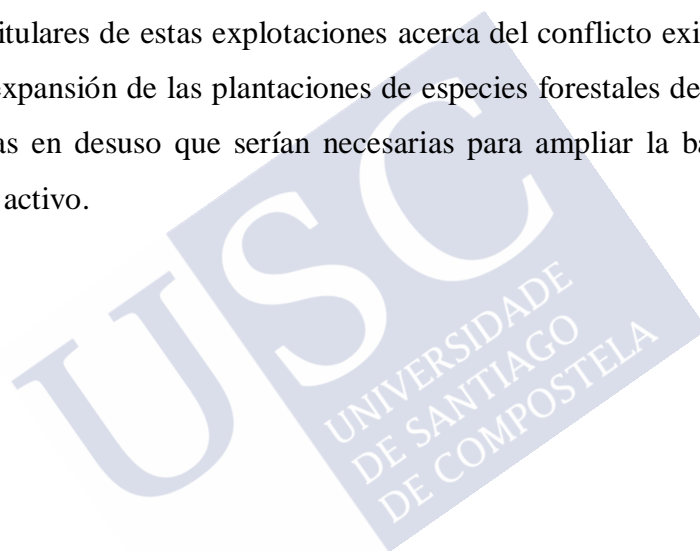 itulares de estas explotaciones acerca del conflicto exi
expansión de las plantaciones de especies forestales de
as en desuso que serían necesarias para ampliar la ba
activo.
USC
UNIVERSIDADE
DE SANTIAGO
DE COMPOSTELA